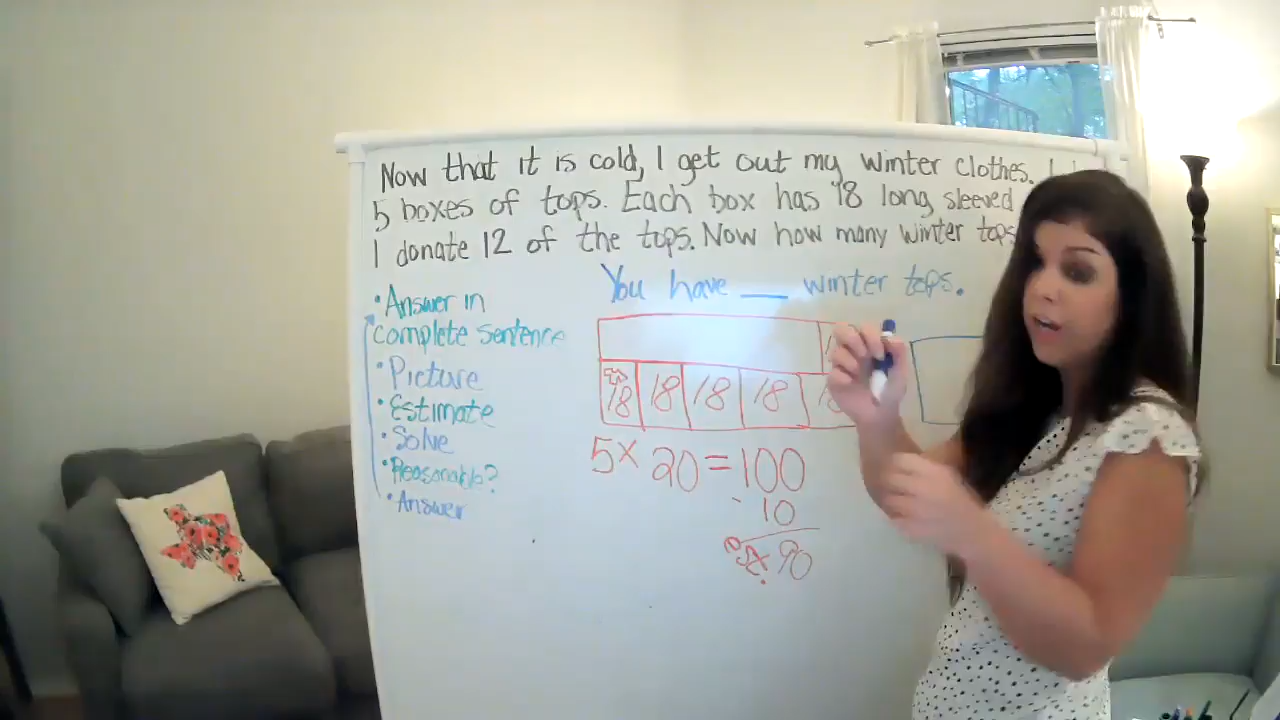 Now that it is cold, I get out my winter clothes. I
5 boxes of tops. Each box has 18 long sleeved
I donate 12 of the tops. Now how many winter tops
You have ___ winter tops.
• Answer in
complete sentence
• Picture
• Estimate
• Solve
• Reasonable?
• Answer
18 18 18 18 18
5 x 20 = 100
- 10
90